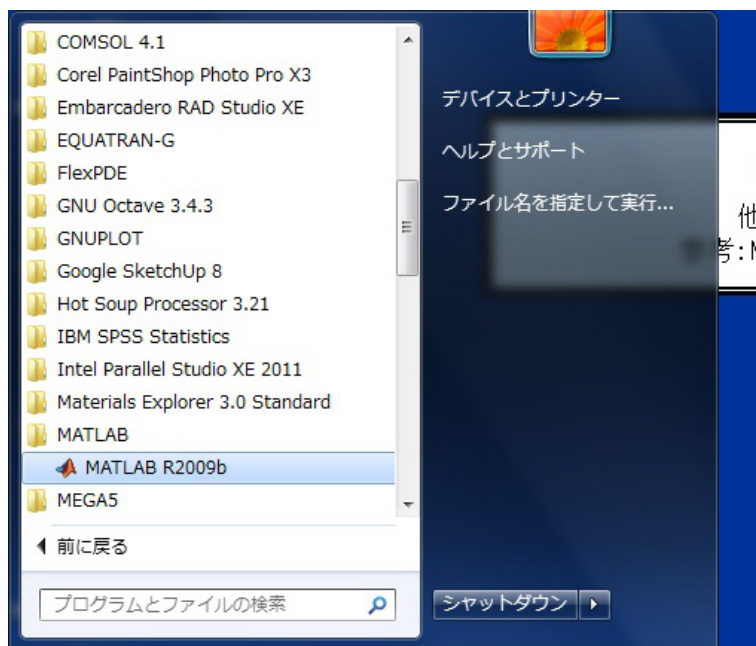 COMSOL 4.1
Corel PaintShop Photo Pro X3
Embarcadero RAD Studio XE
EQUATRAN-G
FlexPDE
GNU Octave 3.4.3
GNUPLOT
Google SketchUp 8
Hot Soup Processor 3.21
IBM SPSS Statistics
Intel Parallel Studio XE 2011
Materials Explorer 3.0 Standard
MATLAB
MATLAB R2009b
MEGA5
前に戻る
プログラムとファイルの検索
デバイスとプリンター
ヘルプとサポート
ファイル名を指定して実行...
シャットダウン
他
考:M